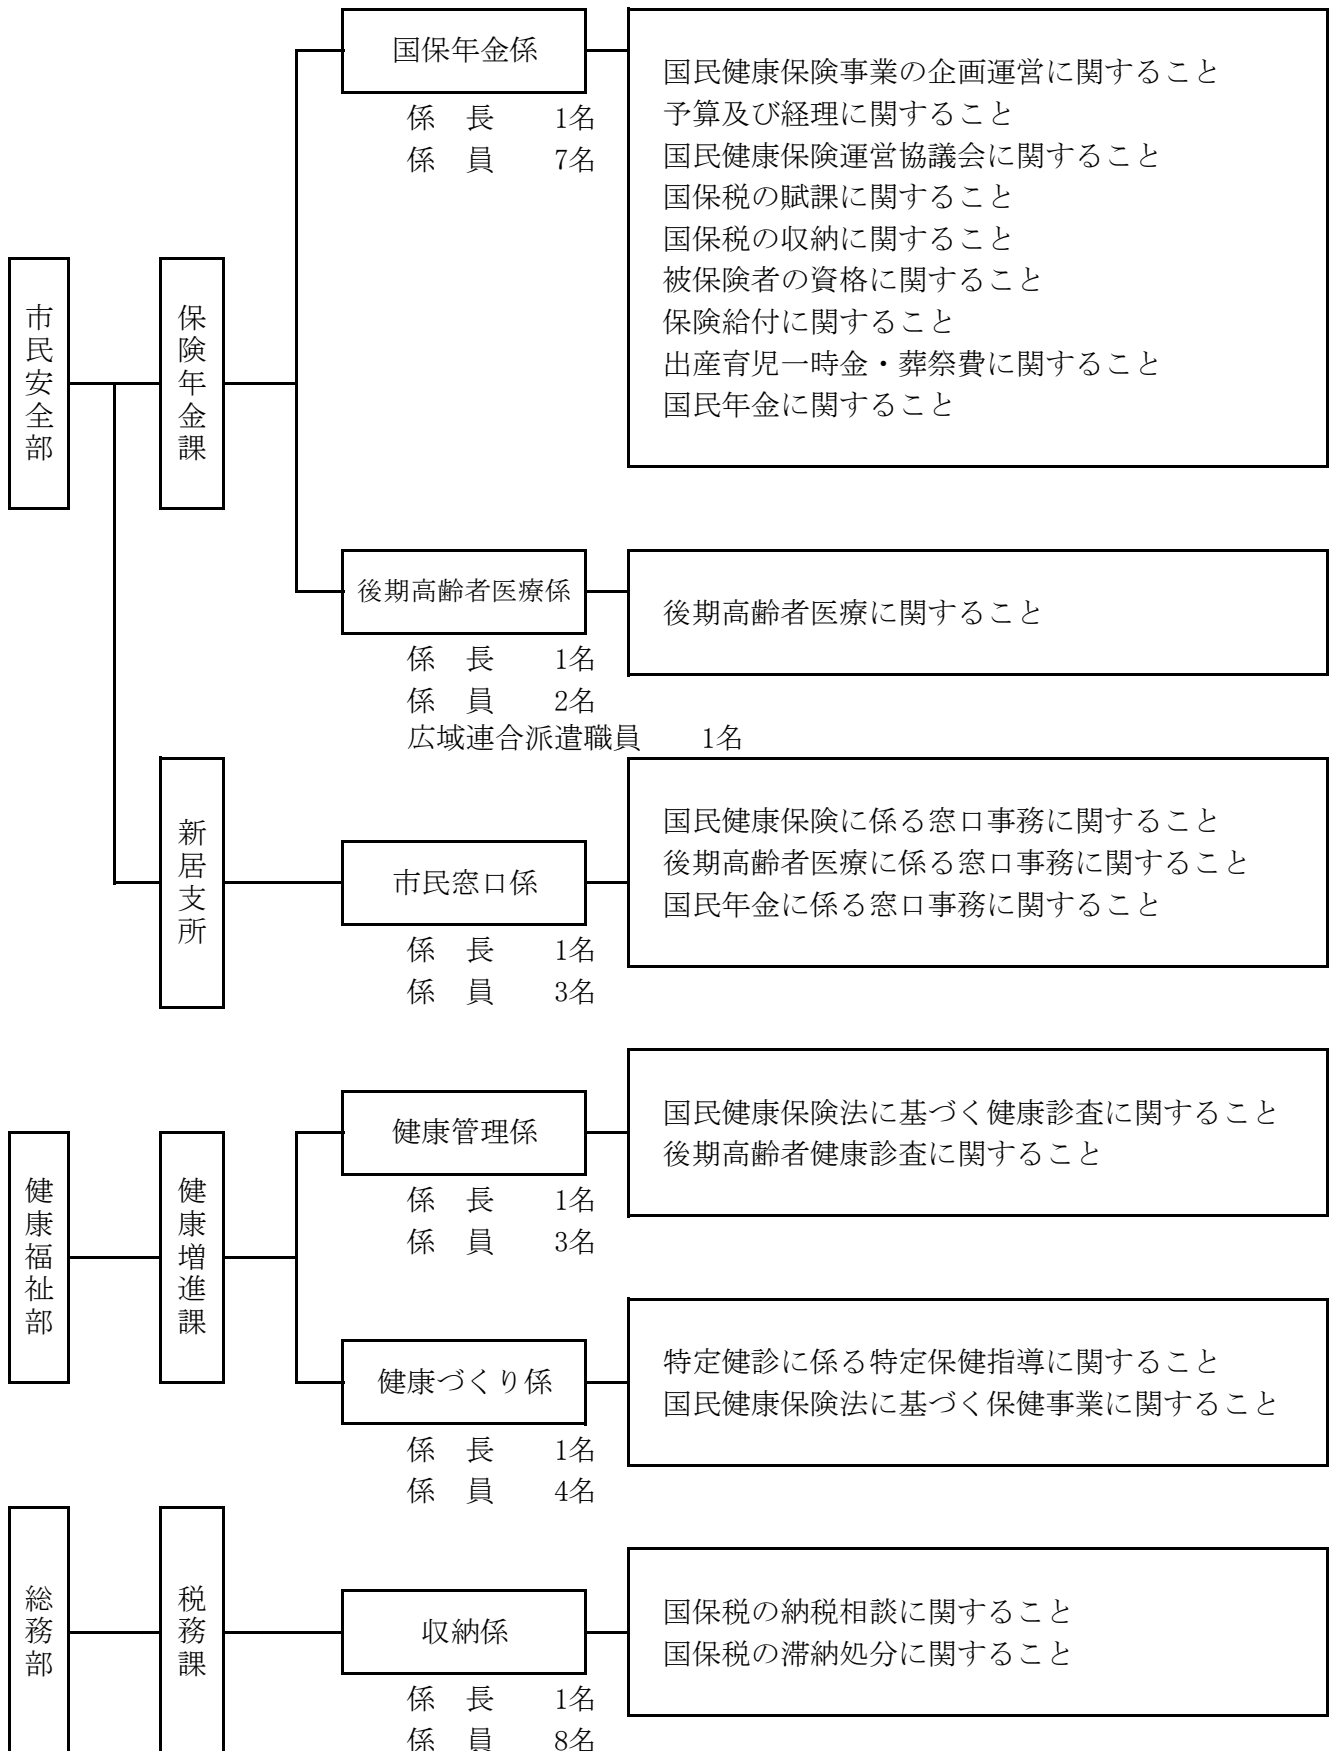 市民安全部
保険年金課
国保年金係
係　長　　1名
係　員　　7名
国民健康保険事業の企画運営に関すること
予算及び経理に関すること
国民健康保険運営協議会に関すること
国保税の賦課に関すること
国保税の収納に関すること
被保険者の資格に関すること
保険給付に関すること
出産育児一時金・葬祭費に関すること
国民年金に関すること
後期高齢者医療係
係　長　　1名
係　員　　2名
広域連合派遣職員　　1名
後期高齢者医療に関すること
新居支所
市民窓口係
係　長　　1名
係　員　　3名
国民健康保険に係る窓口事務に関すること
後期高齢者医療に係る窓口事務に関すること
国民年金に係る窓口事務に関すること
健康福祉部
健康増進課
健康管理係
係　長　　1名
係　員　　3名
国民健康保険法に基づく健康診査に関すること
後期高齢者健康診査に関すること
健康づくり係
係　長　　1名
係　員　　4名
特定健診に係る特定保健指導に関すること
国民健康保険法に基づく保健事業に関すること
総務部
税務課
収納係
係　長　　1名
係　員　　8名
国保税の納税相談に関すること
国保税の滞納処分に関すること